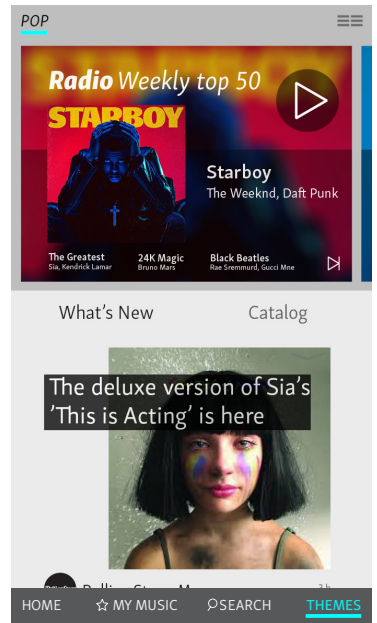 POP
Radio Weekly top 50
STARBOY
Starboy
The Weeknd, Daft Punk
The Greatest
Sia, Kendrick Lamar
24K Magic
Bruno Mars
Black Beatles
Rae Sremmurd, Gucci Mne
What's New
Catalog
The deluxe version of Sia's
'This is Acting' is here
HOME
MY MUSIC
SEARCH
THEMES